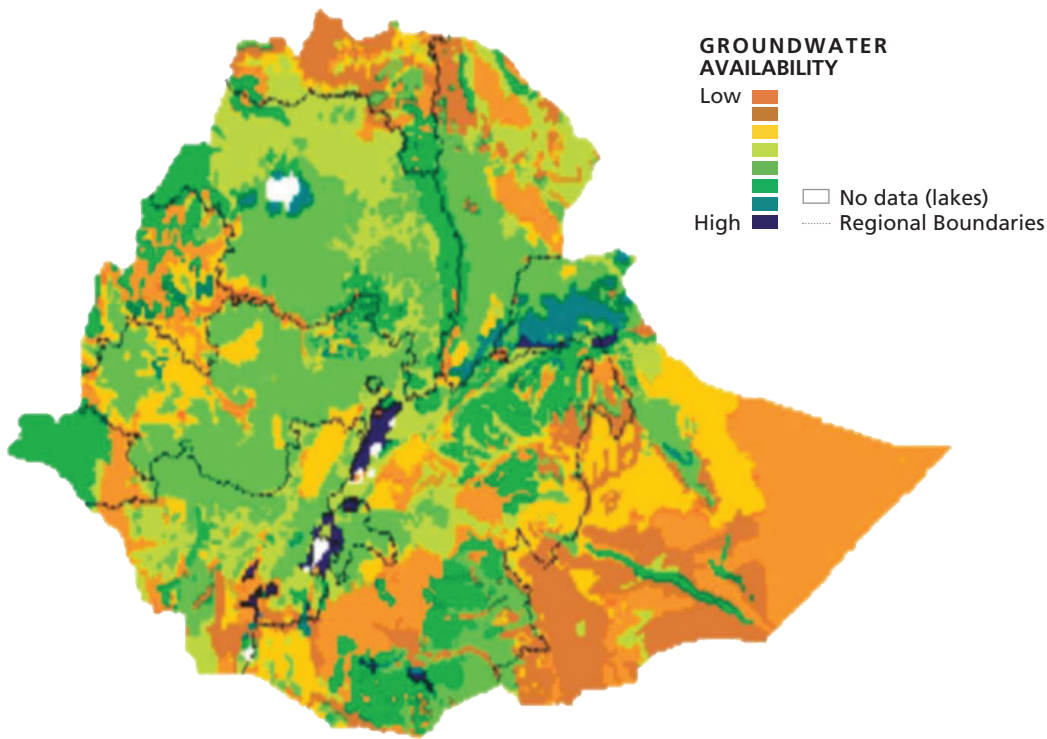 GROUNDWATER
AVAILABILITY
Low
High
No data (lakes)
Regional Boundaries